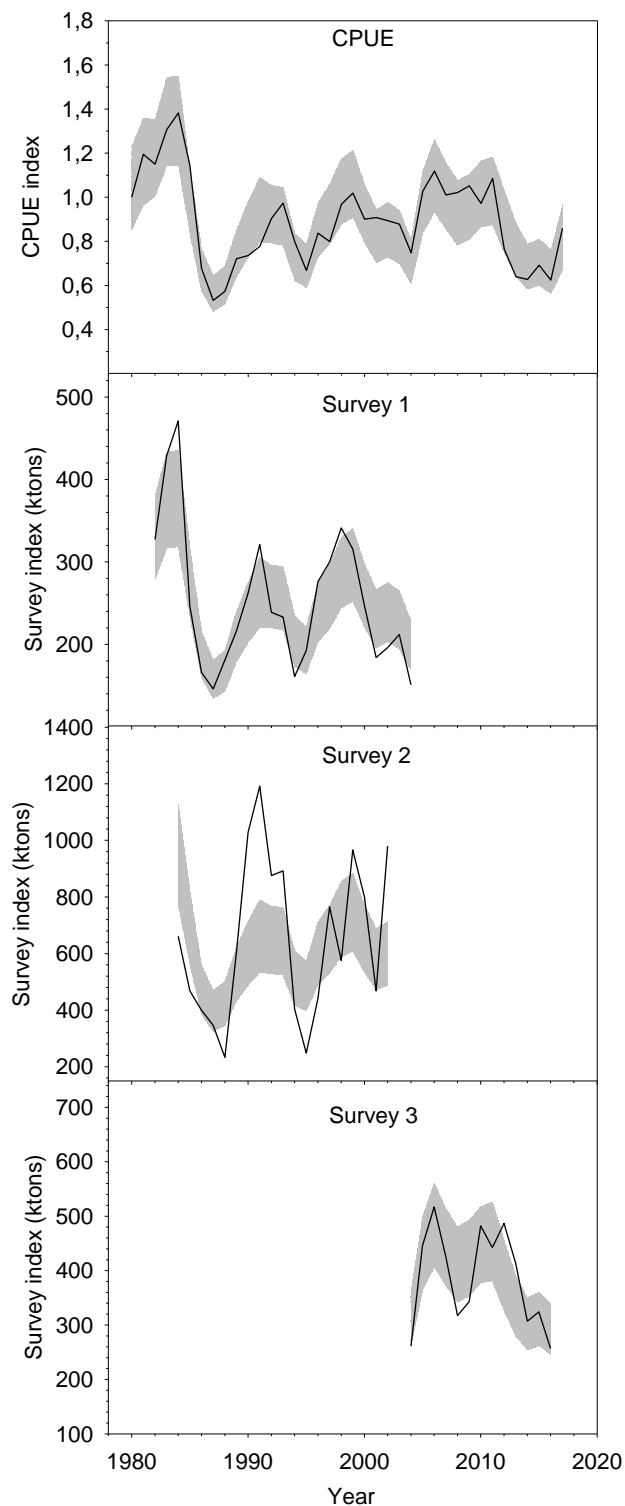 CPUE
1,8
1,6
1,4
1,2
1,0
0,8
0,6
0,4
CPUE index
Survey 1
500
400
300
200
Survey index (ktons)
Survey 2
1400
1200
1000
800
600
400
200
Survey index (ktons)
Survey 3
700
600
500
400
300
200
100
Survey index (ktons)
1980 1990 2000 2010 2020
Year